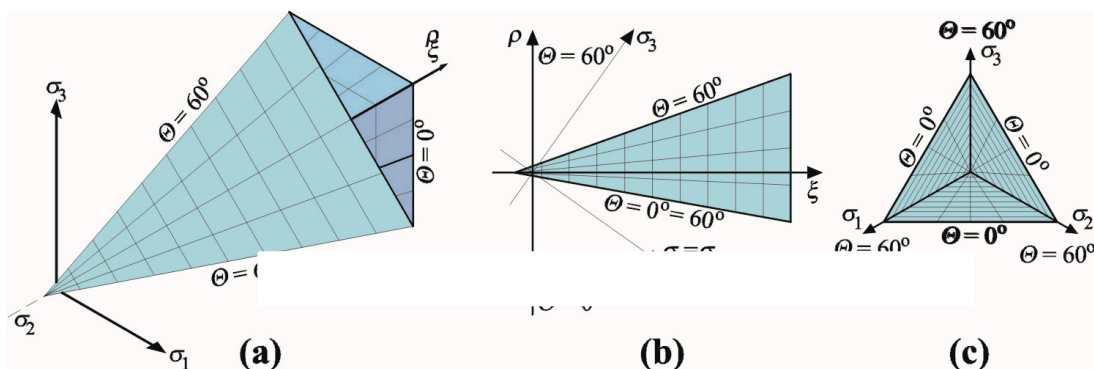 ρ
ξ
σ₃
Θ = 60°
Θ = 0°
Θ = 6
σ₂
σ₁
(a)
ρ
σ₃
Θ = 60°
Θ = 60°
ξ
Θ = 0°= 60°
(b)
Θ = 60°
σ₃
Θ = 0°
Θ = 0°
σ₁
σ₂
Θ = 60°
Θ = 0°
Θ = 60°
(c)